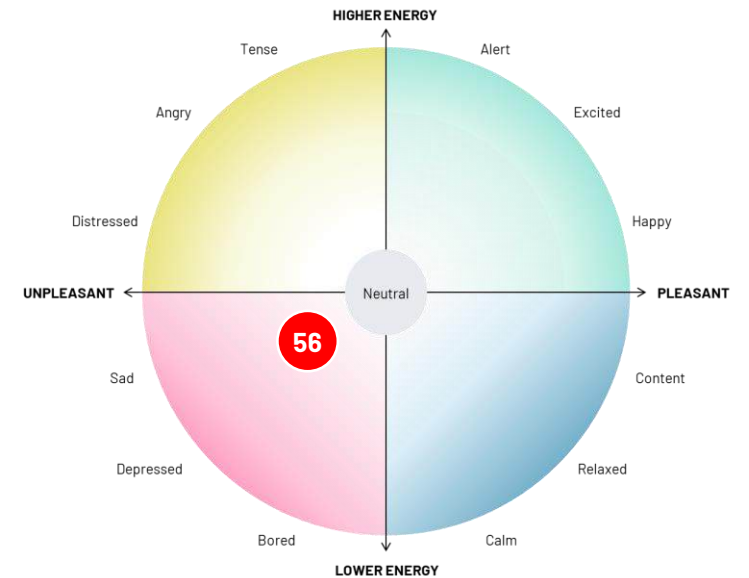 HIGHER ENERGY
Tense
Alert
Angry
Excited
Distressed
Happy
UNPLEASANT
Neutral
PLEASANT
56
Sad
Content
Depressed
Relaxed
Bored
Calm
LOWER ENERGY